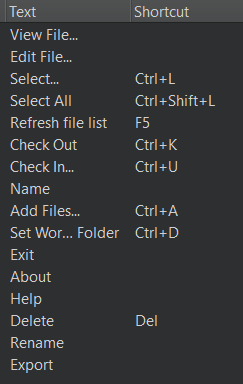 Text Shortcut
View File...
Edit File...
Select... Ctrl+L
Select All Ctrl+Shift+L
Refresh file list F5
Check Out Ctrl+K
Check In... Ctrl+U
Name
Add Files... Ctrl+A
Set Wor... Folder Ctrl+D
Exit
About
Help
Delete Del
Rename
Export